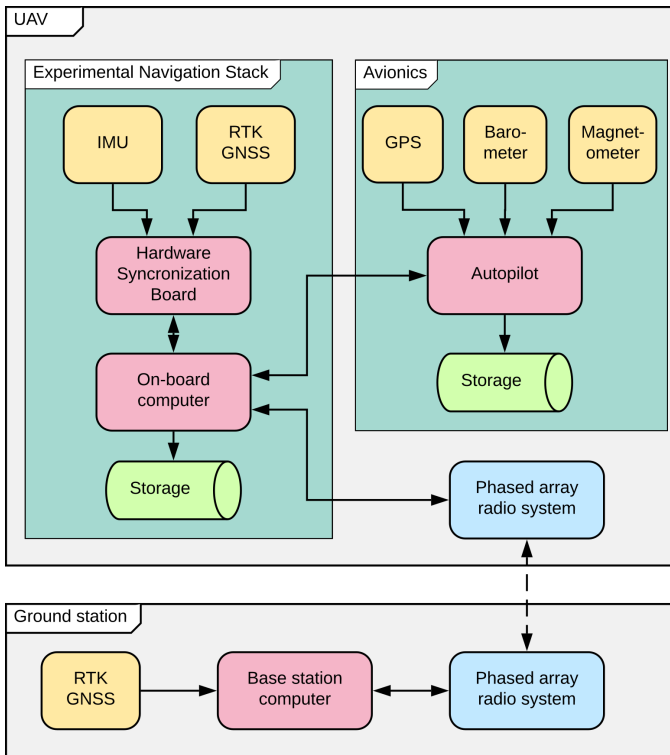 UAV
Experimental Navigation Stack
IMU
RTK
GNSS
Hardware
Syncronization
Board
On-board
computer
Storage
Avionics
GPS
Baro-
meter
Magnet-
ometer
Autopilot
Storage
Phased array
radio system
Ground station
RTK
GNSS
Base station
computer
Phased array
radio system